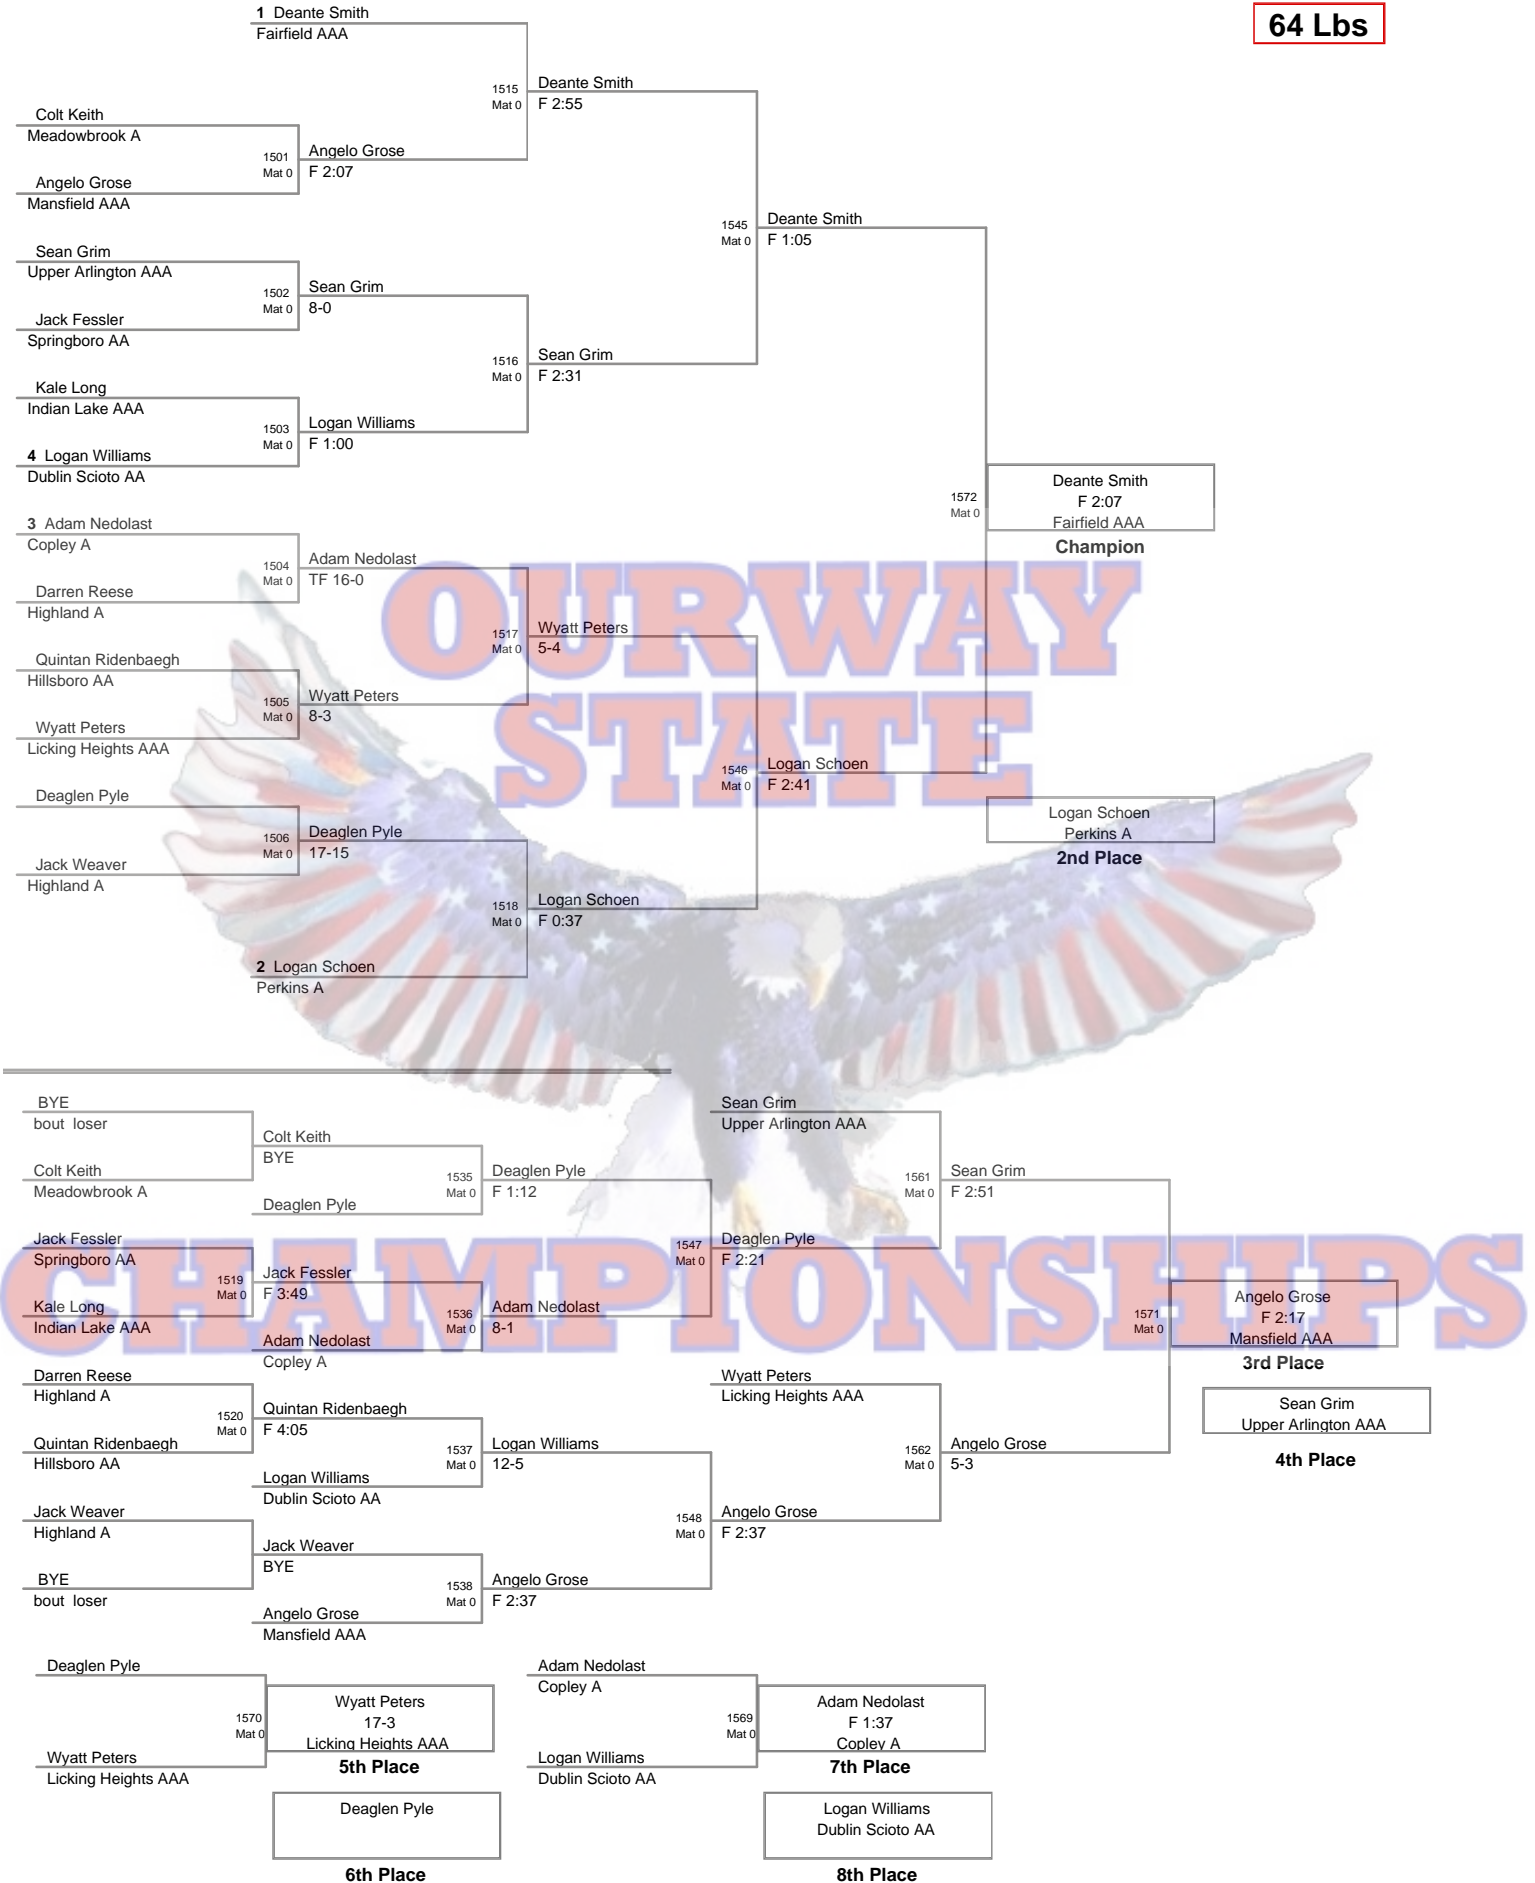 64 Lbs
1 Deante Smith
Fairfield AAA
1515
Mat 0
Deante Smith
F 2:55
Colt Keith
Meadowbrook A
1501
Mat 0
Angelo Grose
F 2:07
Angelo Grose
Mansfield AAA
1545
Mat 0
Deante Smith
F 1:05
Sean Grim
Upper Arlington AAA
1502
Mat 0
Sean Grim
8-0
Jack Fessler
Springboro AA
1516
Mat 0
Sean Grim
F 2:31
Kale Long
Indian Lake AAA
1503
Mat 0
Logan Williams
F 1:00
4 Logan Williams
Dublin Scioto AA
1572
Mat 0
Deante Smith
F 2:07
Fairfield AAA
Champion
3 Adam Nedolast
Copley A
1504
Mat 0
Adam Nedolast
TF 16-0
Darren Reese
Highland A
OURWAY
STATE
1517
Mat 0
Wyatt Peters
5-4
Quintan Ridenbaegh
Hillsboro AA
1505
Mat 0
Wyatt Peters
8-3
Wyatt Peters
Licking Heights AAA
1546
Mat 0
Logan Schoen
F 2:41
Deaglen Pyle
1506
Mat 0
Deaglen Pyle
17-15
Logan Schoen
Perkins A
2nd Place
Jack Weaver
Highland A
1518
Mat 0
Logan Schoen
F 0:37
2 Logan Schoen
Perkins A
BYE
bout loser
Colt Keith
BYE
Colt Keith
Meadowbrook A
1535
Mat 0
Deaglen Pyle
F 1:12
Deaglen Pyle
Sean Grim
Upper Arlington AAA
1561
Mat 0
Sean Grim
F 2:51
Jack Fessler
Springboro AA
1519
Mat 0
Jack Fessler
F 3:49
Kale Long
Indian Lake AAA
1536
Mat 0
Adam Nedolast
8-1
Adam Nedolast
Copley A
1547
Mat 0
Deaglen Pyle
F 2:21
CHAMPIONSHIPS
1571
Mat 0
Angelo Grose
F 2:17
Mansfield AAA
3rd Place
Darren Reese
Highland A
1520
Mat 0
Quintan Ridenbaegh
F 4:05
Quintan Ridenbaegh
Hillsboro AA
1537
Mat 0
Logan Williams
12-5
Logan Williams
Dublin Scioto AA
Wyatt Peters
Licking Heights AAA
1562
Mat 0
Angelo Grose
5-3
Sean Grim
Upper Arlington AAA
4th Place
Jack Weaver
Highland A
Jack Weaver
BYE
BYE
bout loser
1538
Mat 0
Angelo Grose
F 2:37
Angelo Grose
Mansfield AAA
1548
Mat 0
Angelo Grose
F 2:37
Deaglen Pyle
1570
Mat 0
Wyatt Peters
17-3
Licking Heights AAA
5th Place
Wyatt Peters
Licking Heights AAA
Deaglen Pyle
6th Place
Adam Nedolast
Copley A
1569
Mat 0
Adam Nedolast
F 1:37
Copley A
7th Place
Logan Williams
Dublin Scioto AA
Logan Williams
Dublin Scioto AA
8th Place